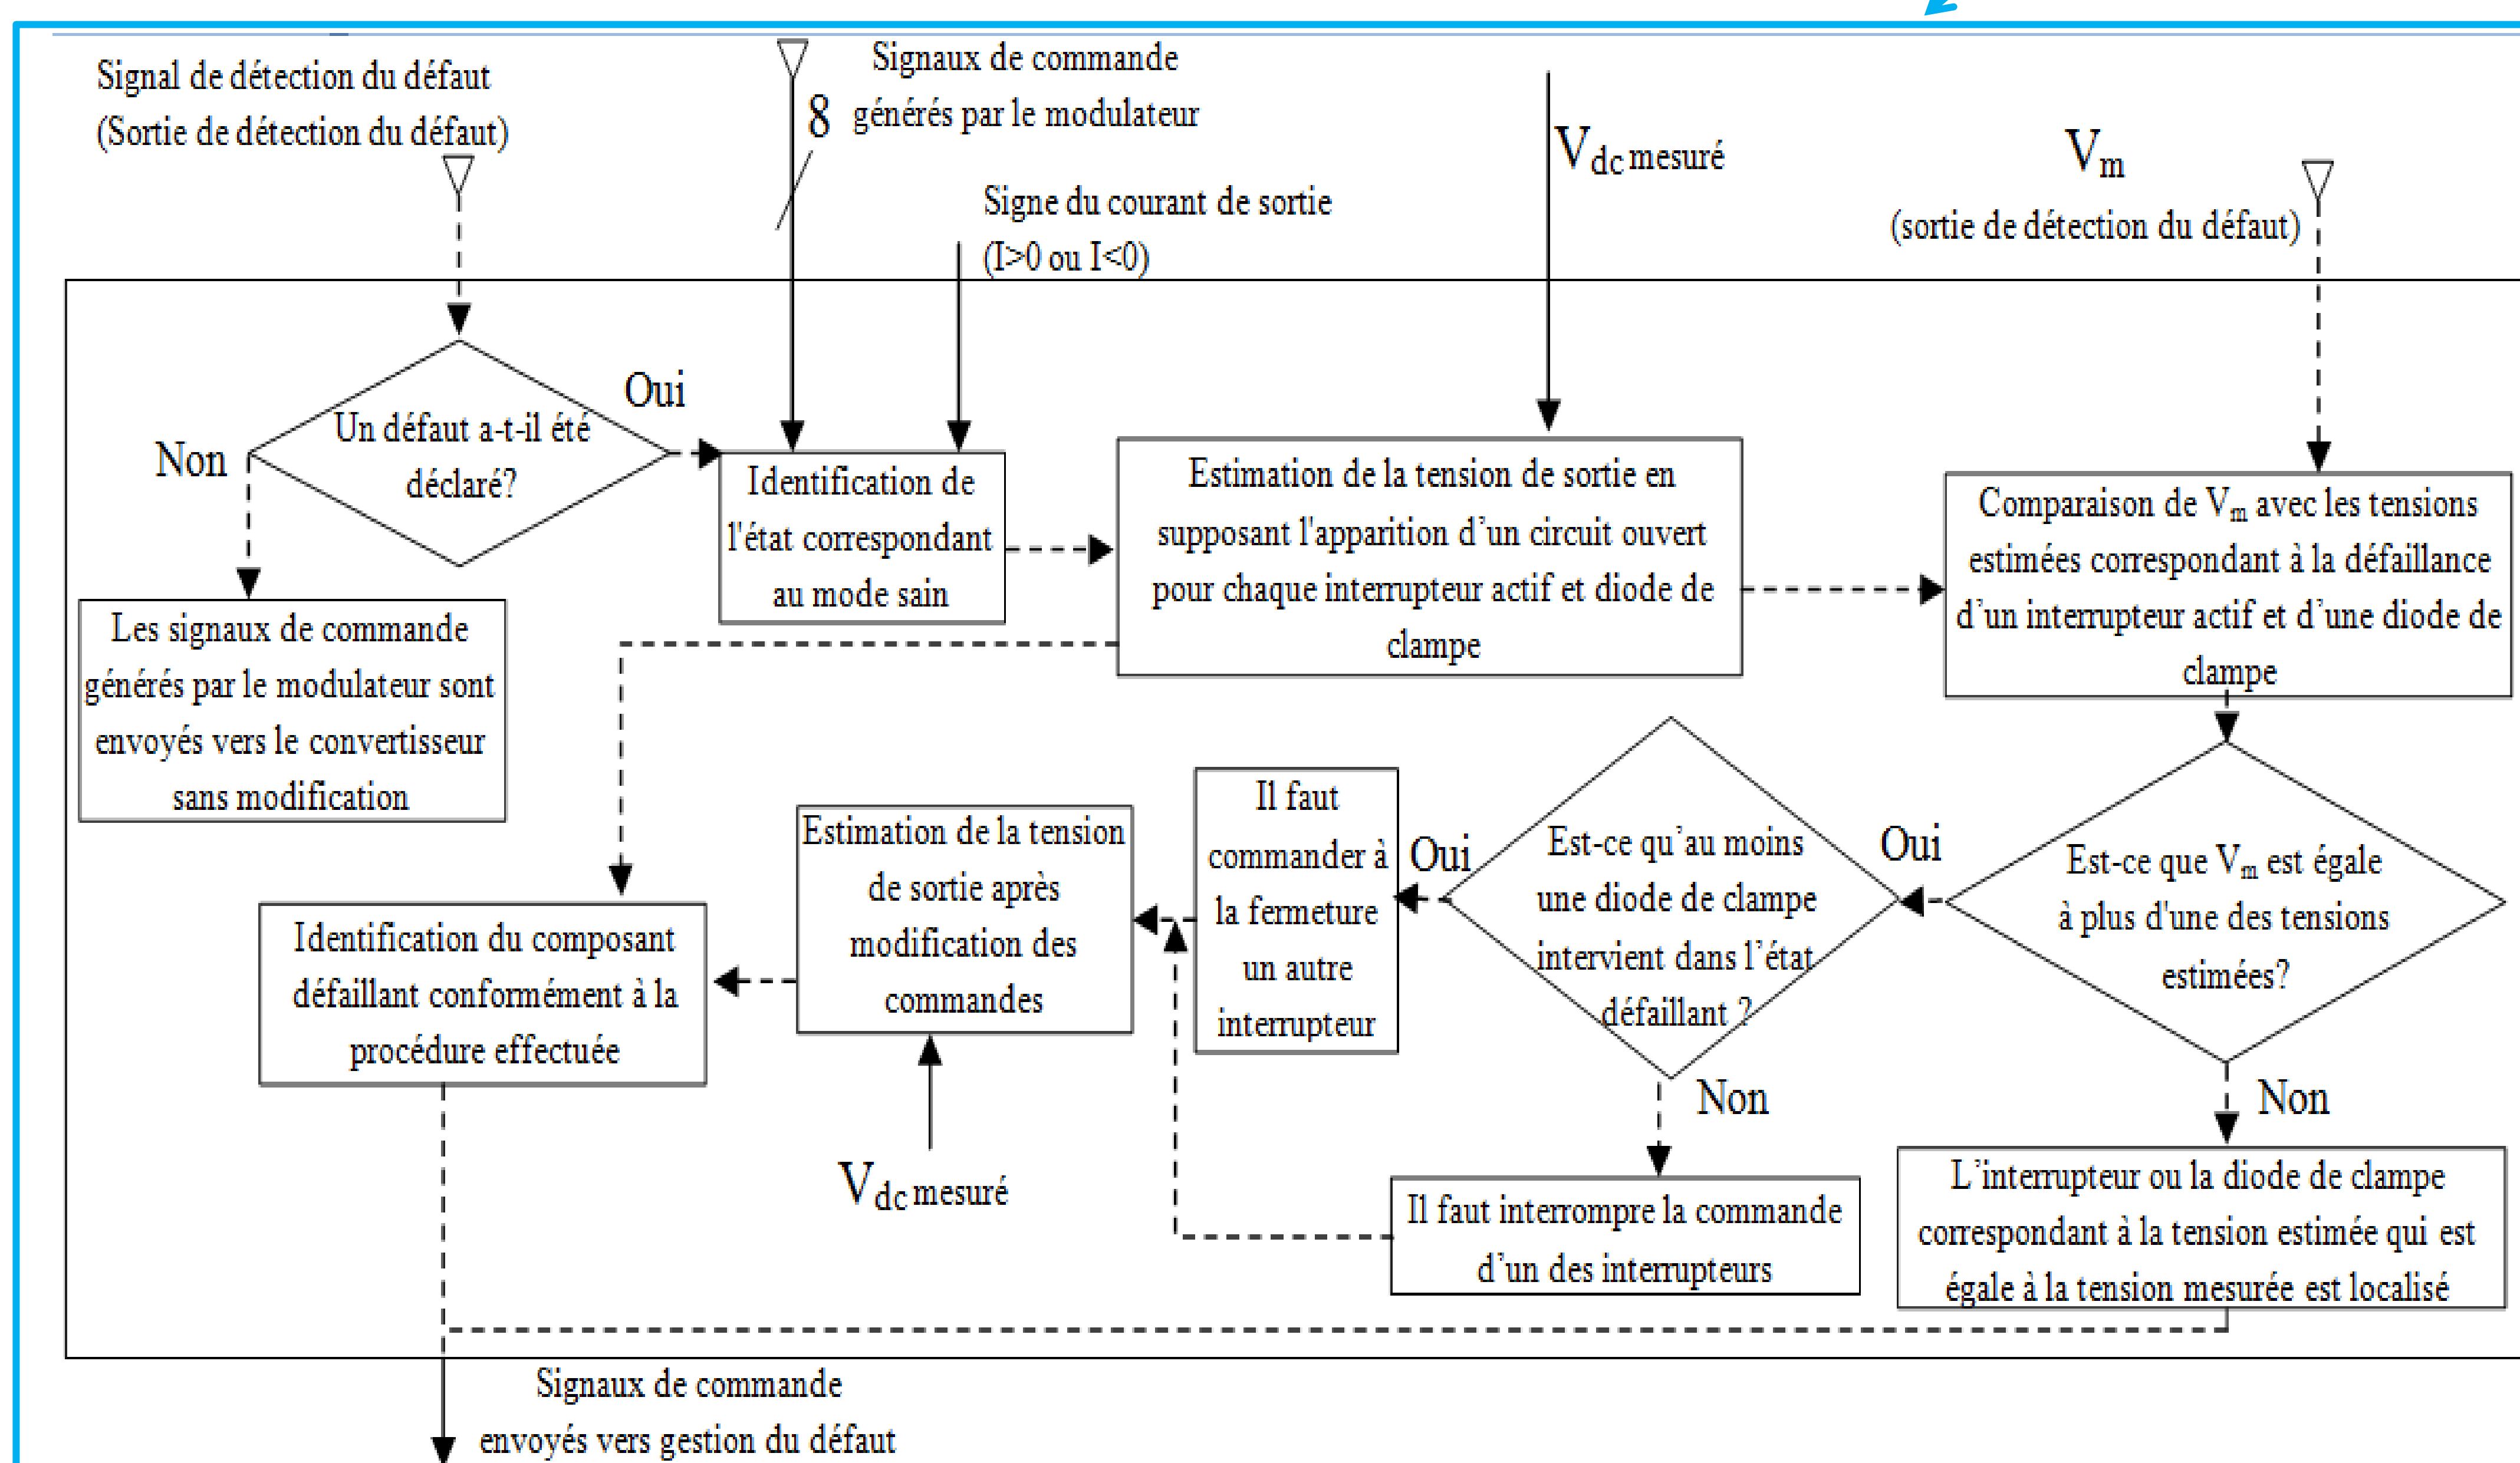 Signal de détection du défaut
(Sortie de détection du défaut)
8
Signaux de commande
générés par le modulateur
Signe du courant de sortie
(I>0 ou I<0)
Vdc mesuré
Vm
(sortie de détection du défaut)
Un défaut a-t-il été
déclaré?
Oui
Non
Les signaux de commande
générés par le modulateur sont
envoyés vers le convertisseur
sans modification
Identification de
l'état correspondant
au mode sain
Estimation de la tension de sortie en
supposant l'apparition d’un circuit ouvert
pour chaque interrupteur actif et diode de
clampe
Comparaison de Vm avec les tensions
estimées correspondant à la défaillance
d’un interrupteur actif et d’une diode de
clampe
Est-ce que Vm est égale
à plus d'une des tensions
estimées?
Oui
Non
Est-ce qu’au moins
une diode de clampe
intervient dans l’état
défaillant ?
Oui
Non
Il faut
commander à
la fermeture
un autre
interrupteur
Estimation de la tension
de sortie après
modification des
commandes
Vdc mesuré
Identification du composant
défaillant conformément à la
procédure effectuée
Il faut interrompre la commande
d’un des interrupteurs
L’interrupteur ou la diode de clampe
correspondant à la tension estimée qui est
égale à la tension mesurée est localisé
Signaux de commande
envoyés vers gestion du défaut